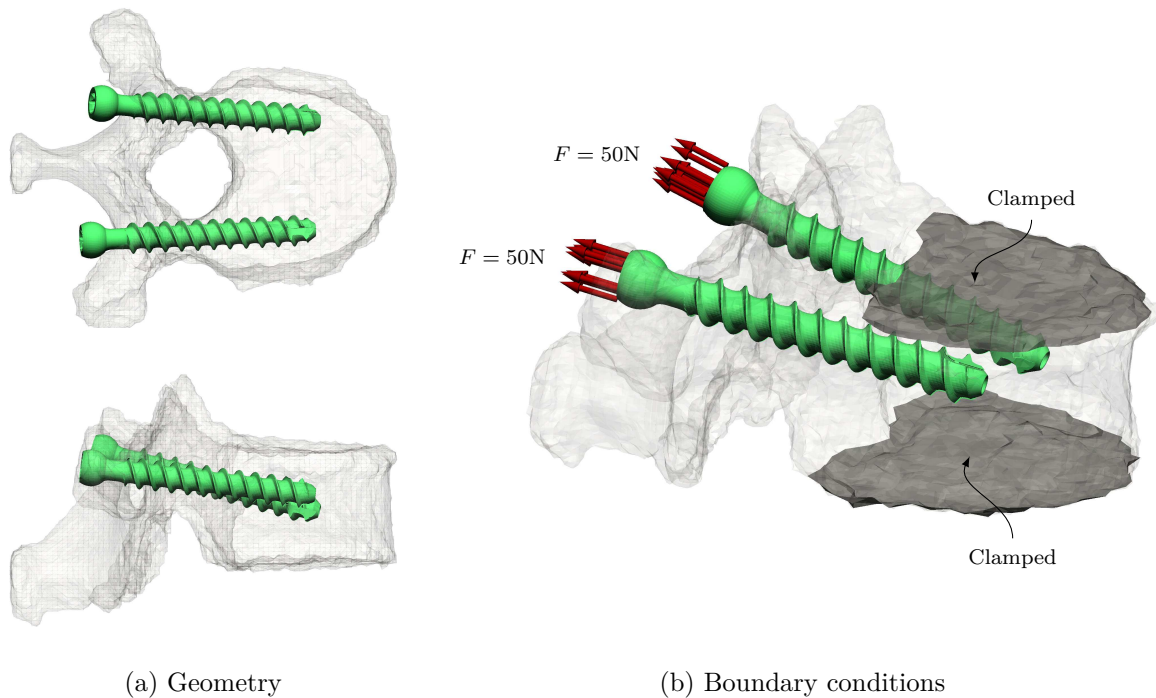 F = 50N
Clamped
F = 50N
Clamped
(a) Geometry
(b) Boundary conditions